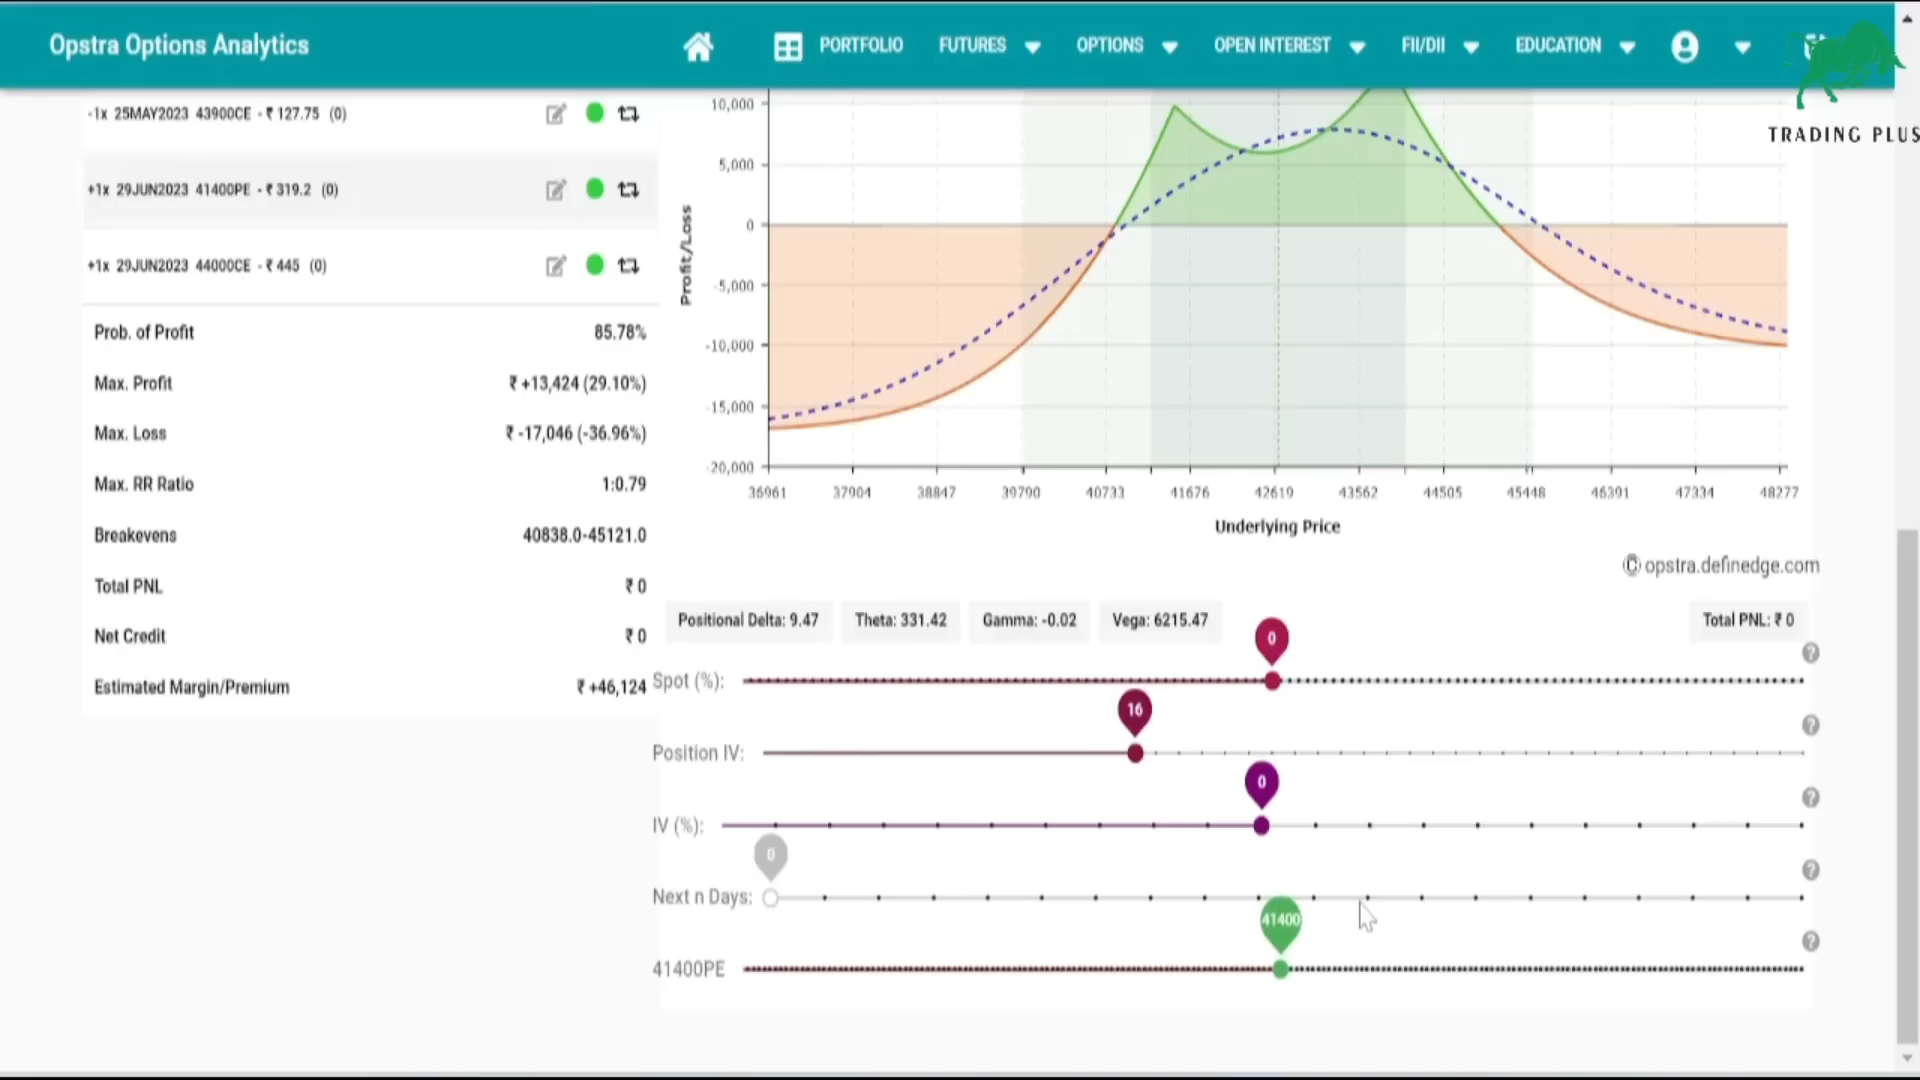 Opstra Options Analytics
PORTFOLIO FUTURES OPTIONS OPEN INTEREST FII/DII EDUCATION
TRADING PLUS
-1x 25MAY2023 43900CE - ₹ 127.75 (0)
+1x 29JUN2023 41400PE - ₹ 319.2 (0)
+1x 29JUN2023 44000CE - ₹ 445 (0)
Prob. of Profit 85.78%
Max. Profit ₹ +13,424 (29.10%)
Max. Loss ₹ -17,046 (-36.96%)
Max. RR Ratio 1:0.79
Breakevens 40838.0-45121.0
Total PNL ₹ 0
Net Credit ₹ 0
Estimated Margin/Premium ₹ +46,124
10,000
5,000
0
-5,000
-10,000
-15,000
-20,000
Profit/Loss
36961 37904 38847 39790 40733 41676 42619 43562 44505 45448 46391 47334 48277
Underlying Price
© opstra.definedge.com
Positional Delta: 9.47 Theta: 331.42 Gamma: -0.02 Vega: 6215.47 Total PNL: ₹ 0
0
Spot (%):
16
Position IV:
0
IV (%):
0
Next n Days:
41400
41400PE